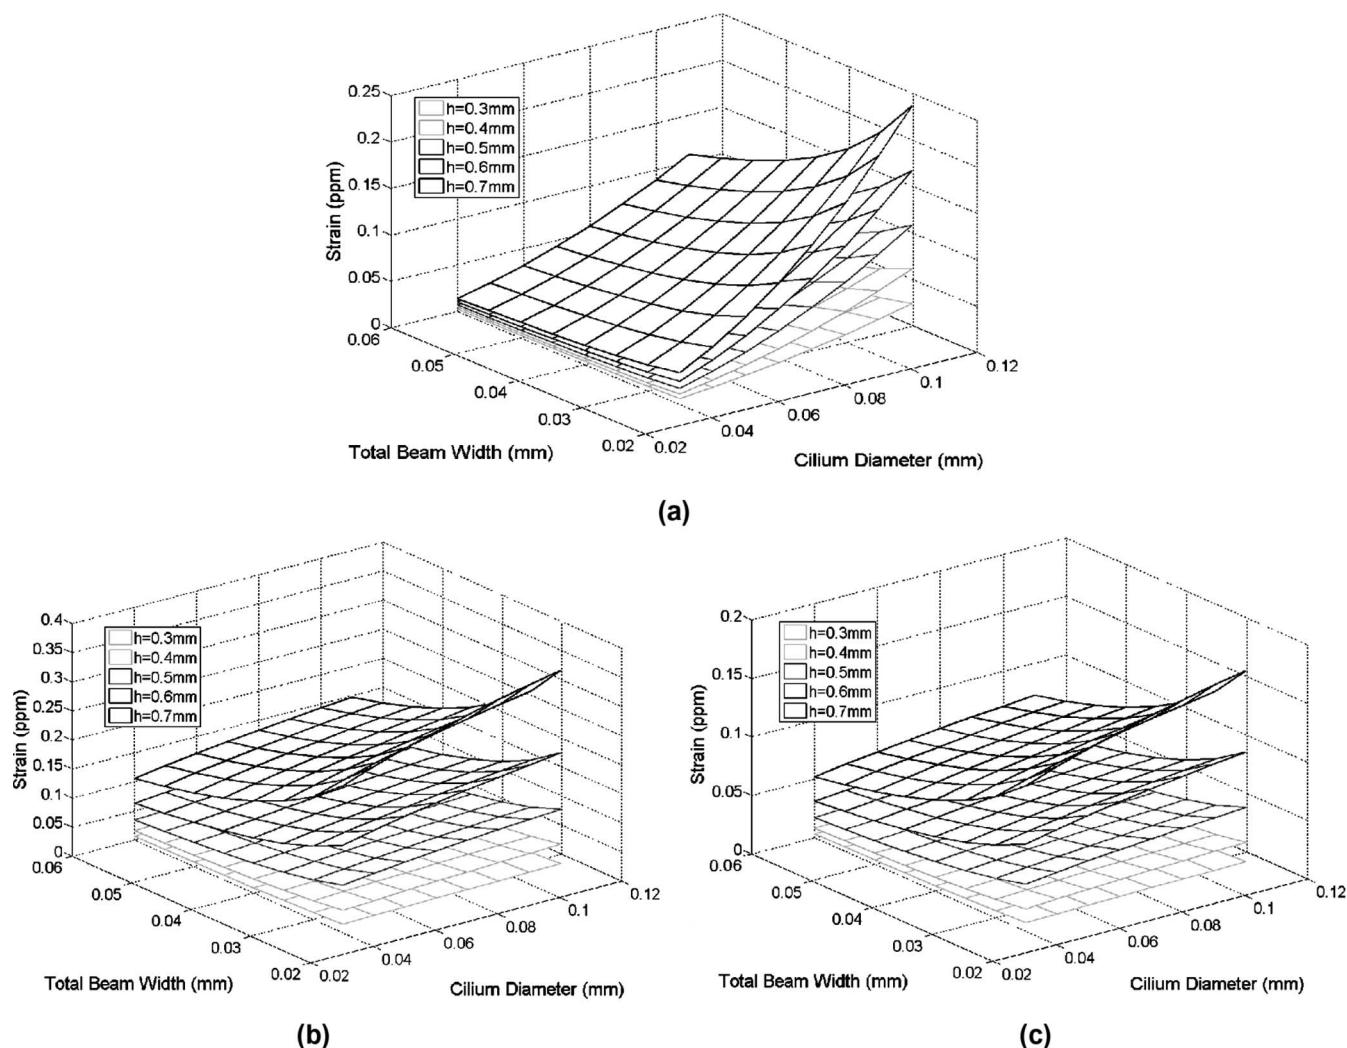 0.25
0.2
0.15
0.1
0.05
0
Strain (ppm)
h=0.3mm
h=0.4mm
h=0.5mm
h=0.6mm
h=0.7mm
0.06
0.05
0.04
0.03
0.02
Total Beam Width (mm)
0.02
0.04
0.06
0.08
0.1
0.12
Cilium Diameter (mm)
(a)
0.4
0.35
0.3
0.25
0.2
0.15
0.1
0.05
0
Strain (ppm)
h=0.3mm
h=0.4mm
h=0.5mm
h=0.6mm
h=0.7mm
0.06
0.05
0.04
0.03
0.02
Total Beam Width (mm)
0.02
0.04
0.06
0.08
0.1
0.12
Cilium Diameter (mm)
(b)
0.2
0.15
0.1
0.05
0
Strain (ppm)
h=0.3mm
h=0.4mm
h=0.5mm
h=0.6mm
h=0.7mm
0.06
0.05
0.04
0.03
0.02
Total Beam Width (mm)
0.02
0.04
0.06
0.08
0.1
0.12
Cilium Diameter (mm)
(c)